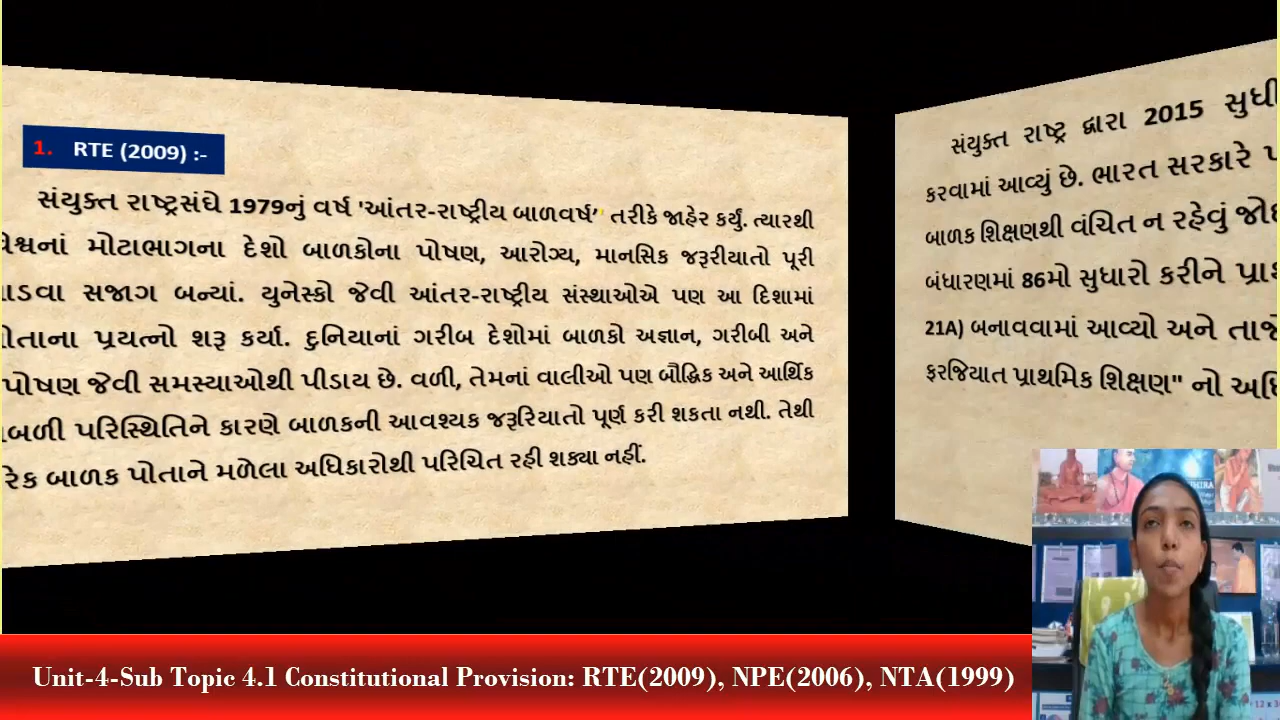 1. RTE (2009) :-
સંયુક્ત રાષ્ટ્રસંઘે 1979નું વર્ષ 'આંતર-રાષ્ટ્રીય બાળવર્ષ' તરીકે જાહેર કર્યું. ત્યારથી
વિશ્વનાં મોટાભાગના દેશો બાળકોના પોષણ, આરોગ્ય, માનસિક જરૂરીયાતો પૂરી
પાડવા સજાગ બન્યાં. યુનેસ્કો જેવી આંતર-રાષ્ટ્રીય સંસ્થાઓએ પણ આ દિશામાં
પોતાના પ્રયત્નો શરૂ કર્યા. દુનિયાનાં ગરીબ દેશોમાં બાળકો અજ્ઞાન, ગરીબી અને
પોષણ જેવી સમસ્યાઓથી પીડાય છે. વળી, તેમનાં વાલીઓ પણ બૌદ્ધિક અને આર્થિક
નબળી પરિસ્થિતિને કારણે બાળકની આવશ્યક જરૂરિયાતો પૂર્ણ કરી શકતા નથી. તેથી
દરેક બાળક પોતાને મળેલા અધિકારોથી પરિચિત રહી શક્યા નહીં.
સંયુક્ત રાષ્ટ્ર દ્વારા 2015 સુધી
કરવામાં આવ્યું છે. ભારત સરકારે
બાળક શિક્ષણથી વંચિત ન રહેવું
બંધારણમાં 86મો સુધારો કરીને
21A) બનાવવામાં આવ્યો અને
ફરજિયાત પ્રાથમિક શિક્ષણ" નો
Unit-4-Sub Topic 4.1 Constitutional Provision: RTE(2009), NPE(2006), NTA(1999)